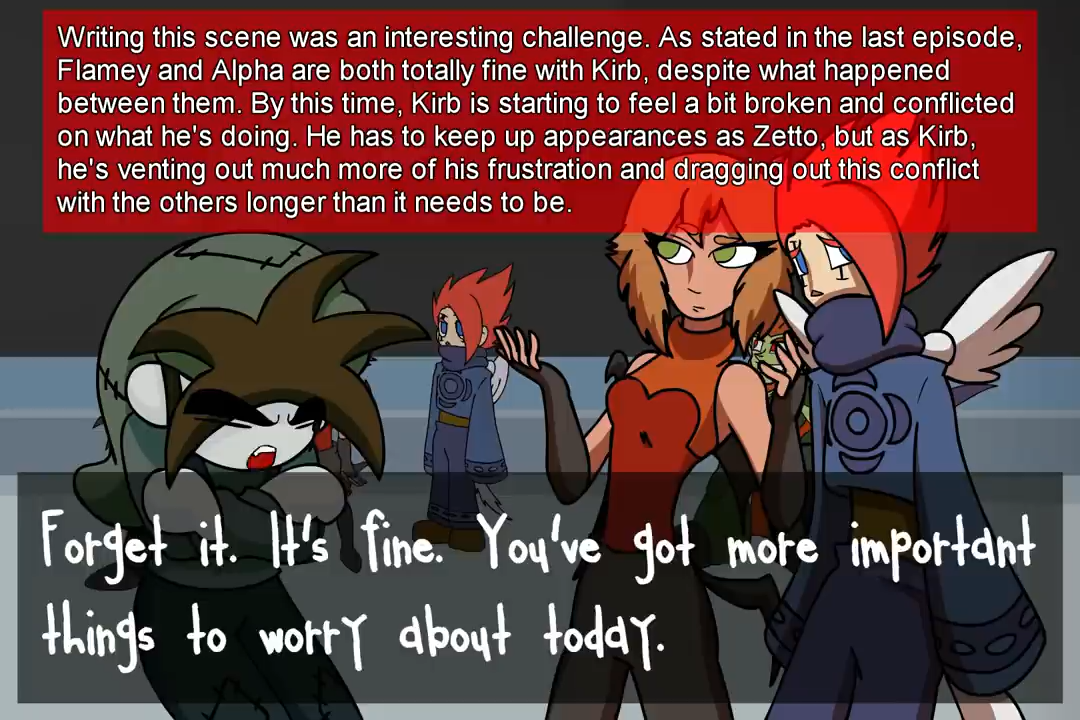 Writing this scene was an interesting challenge. As stated in the last episode,
Flamey and Alpha are both totally fine with Kirb, despite what happened
between them. By this time, Kirb is starting to feel a bit broken and conflicted
on what he's doing. He has to keep up appearances as Zetto, but as Kirb,
he's venting out much more of his frustration and dragging out this conflict
with the others longer than it needs to be.
Forget it. It's fine. You've got more important
things to worry about today.